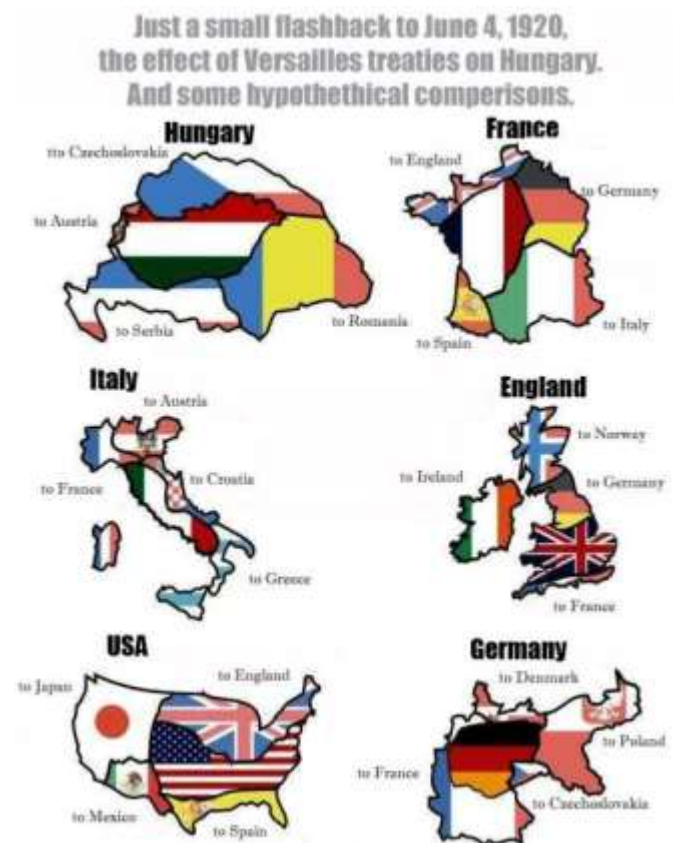 Just a small flashback to June 4, 1920,
the effect of Versailles treaties on Hungary.
And some hypothethical comperisons.
Hungary
to Czechoslovakia
to Austria
to Serbia
to Romania
France
to England
to Germany
to Spain
to Italy
Italy
to Austria
to France
to Croatia
to Greece
England
to Norway
to Ireland
to Germany
to France
USA
to Japan
to England
to Mexico
to Spain
Germany
to Denmark
to Poland
to France
to Czechoslovakia